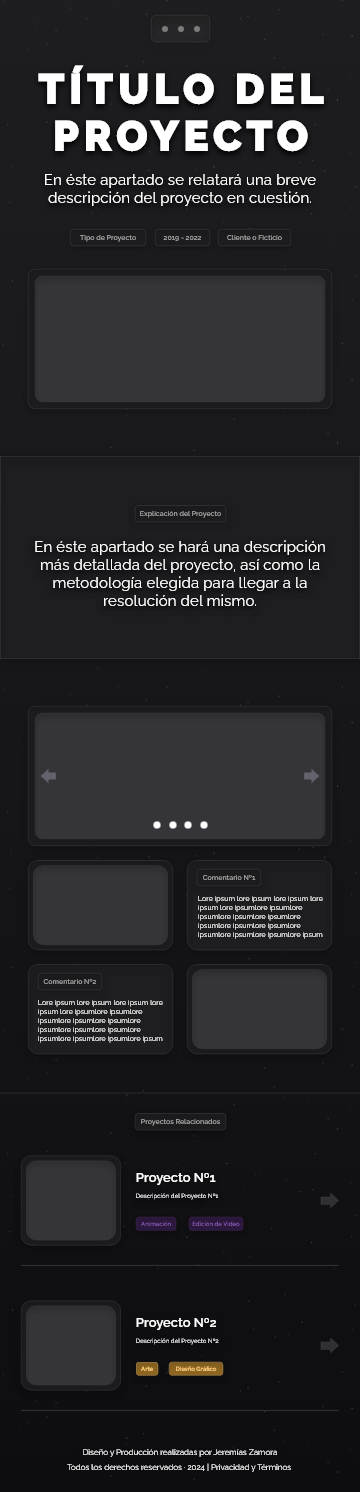 TÍTULO DEL
PROYECTO
En éste apartado se relatará una breve
descripción del proyecto en cuestión.
Tipo de Proyecto
2019 - 2022
Cliente o Ficticio
Explicación del Proyecto
En éste apartado se hará una descripción
más detallada del proyecto, así como la
metodología elegida para llegar a la
resolución del mismo.
Comentario Nº1
Lore ipsum lore ipsum lore ipsum lore
ipsum lore ipsumlore ipsumlore
ipsumlore ipsumlore ipsumlore
ipsumlore ipsumlore ipsumlore
ipsumlore ipsumlore ipsumlore ipsum
Comentario Nº2
Lore ipsum lore ipsum lore ipsum lore
ipsum lore ipsumlore ipsumlore
ipsumlore ipsumlore ipsumlore
ipsumlore ipsumlore ipsumlore
ipsumlore ipsumlore ipsumlore ipsum
Proyectos Relacionados
Proyecto Nº1
Descripción del Proyecto Nº1
Animación
Edición de Video
Proyecto Nº2
Descripción del Proyecto Nº2
Arte
Diseño Gráfico
Diseño y Producción realizadas por Jeremías Zamora
Todos los derechos reservados · 2024 | Privacidad y Términos